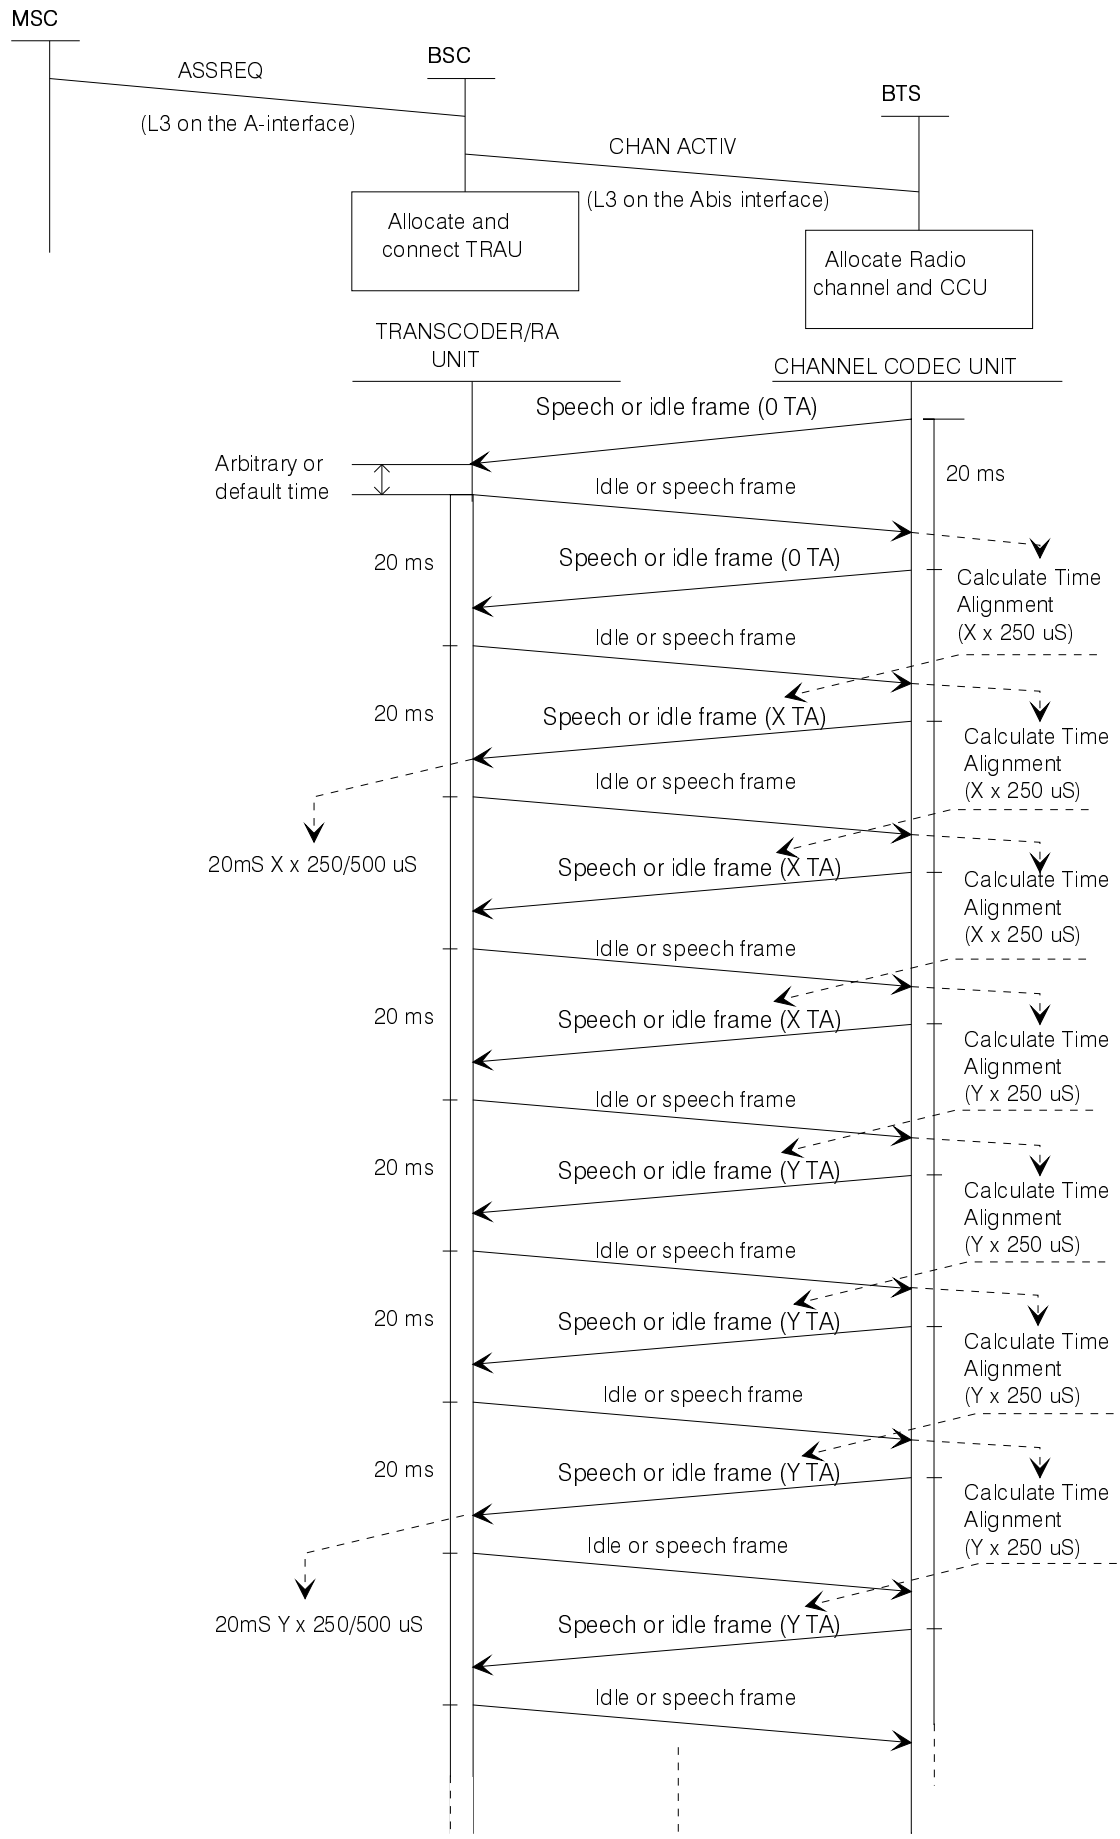 MSC
BSC
ASSREQ
BTS
(L3 on the A-interface)
CHAN ACTIV
(L3 on the Abis interface)
Allocate and
connect TRAU
Allocate Radio
channel and CCU
TRANSCODER/RA
UNIT
CHANNEL CODEC UNIT
Speech or idle frame (0 TA)
Arbitrary or
default time
20 ms
Idle or speech frame
20 ms
Speech or idle frame (0 TA)
Calculate Time
Alignment
(X x 250 uS)
Idle or speech frame
20 ms
Speech or idle frame (X TA)
Calculate Time
Alignment
(X x 250 uS)
Idle or speech frame
20mS X x 250/500 uS
Speech or idle frame (X TA)
Calculate Time
Alignment
(X x 250 uS)
Idle or speech frame
20 ms
Speech or idle frame (X TA)
Calculate Time
Alignment
(Y x 250 uS)
Idle or speech frame
20 ms
Speech or idle frame (Y TA)
Calculate Time
Alignment
(Y x 250 uS)
Idle or speech frame
20 ms
Speech or idle frame (Y TA)
Calculate Time
Alignment
(Y x 250 uS)
Idle or speech frame
20 ms
Speech or idle frame (Y TA)
Calculate Time
Alignment
(Y x 250 uS)
Idle or speech frame
20mS Y x 250/500 uS
Speech or idle frame (Y TA)
Idle or speech frame